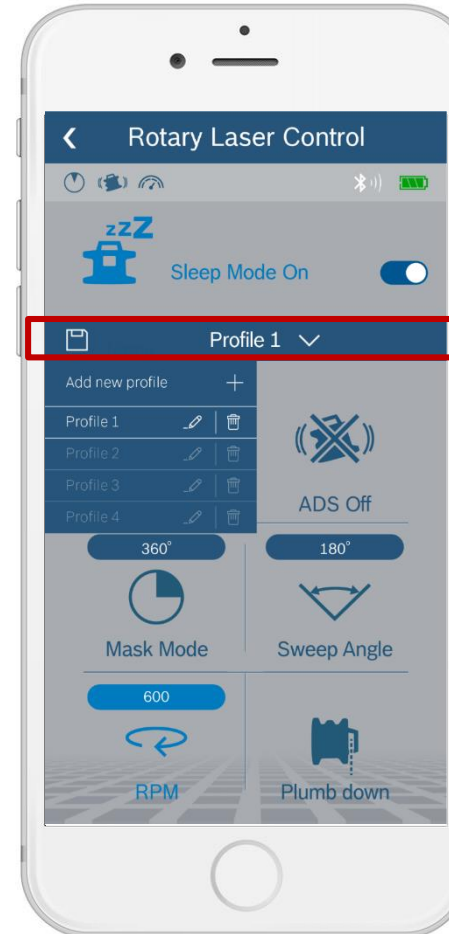 Rotary Laser Control
zzZ
Sleep Mode On
Profile 1
Add new profile
Profile 1
Profile 2
Profile 3
Profile 4
ADS Off
360°
180°
Mask Mode
Sweep Angle
600
RPM
Plumb down